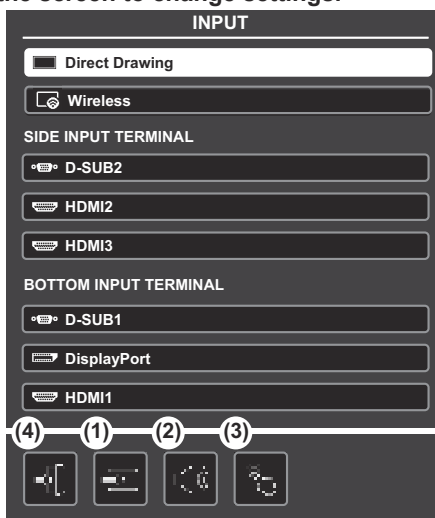 the screen to change settings.
INPUT
Direct Drawing
Wireless
SIDE INPUT TERMINAL
D-SUB2
HDMI2
HDMI3
BOTTOM INPUT TERMINAL
D-SUB1
DisplayPort
HDMI1
(4) (1) (2) (3)